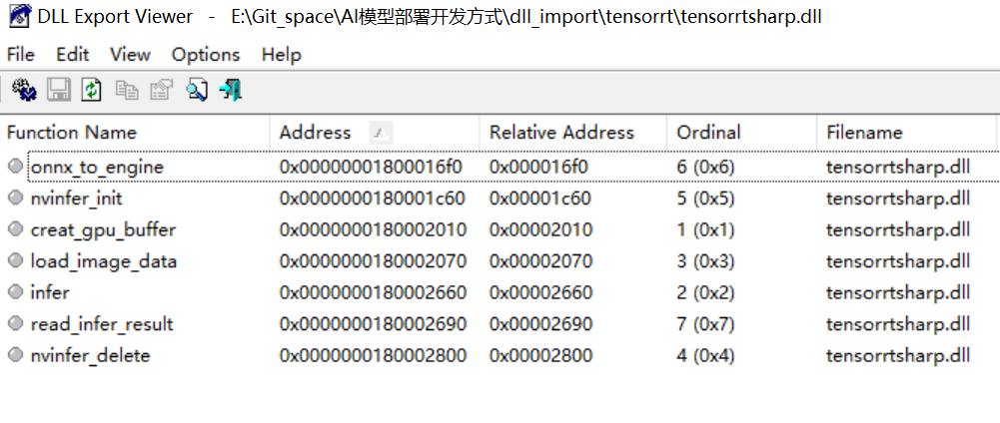 DLL Export Viewer - E:\Git_space\AI模型部署开发方式\dll_import\tensorrt\tensorrtsharp.dll
File Edit View Options Help
Function Name Address Relative Address Ordinal Filename
onnx_to_engine 0x00000001800016f0 0x000016f0 6 (0x6) tensorrtsharp.dll
nvinfer_init 0x0000000180001c60 0x00001c60 5 (0x5) tensorrtsharp.dll
creat_gpu_buffer 0x0000000180002010 0x00002010 1 (0x1) tensorrtsharp.dll
load_image_data 0x0000000180002070 0x00002070 3 (0x3) tensorrtsharp.dll
infer 0x0000000180002660 0x00002660 2 (0x2) tensorrtsharp.dll
read_infer_result 0x0000000180002690 0x00002690 7 (0x7) tensorrtsharp.dll
nvinfer_delete 0x0000000180002800 0x00002800 4 (0x4) tensorrtsharp.dll